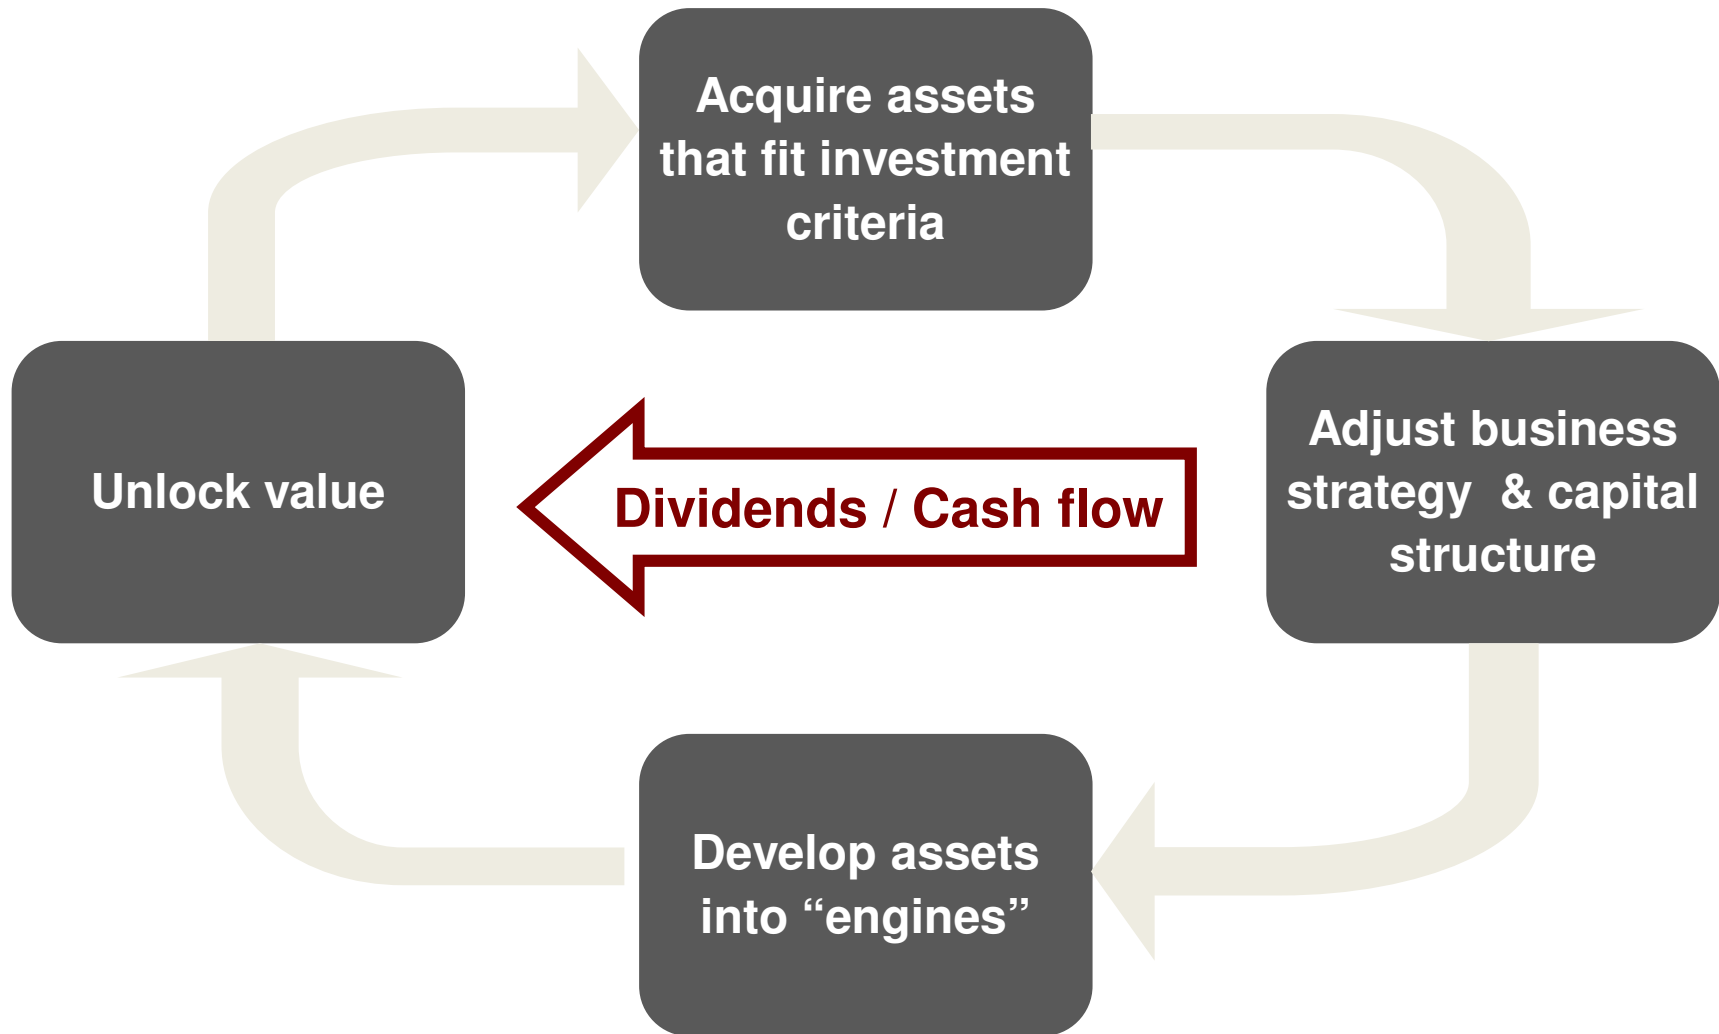 Acquire assets
that fit investment
criteria
Adjust business
strategy  & capital
structure
Unlock value
Dividends / Cash flow
Develop assets
into “engines”